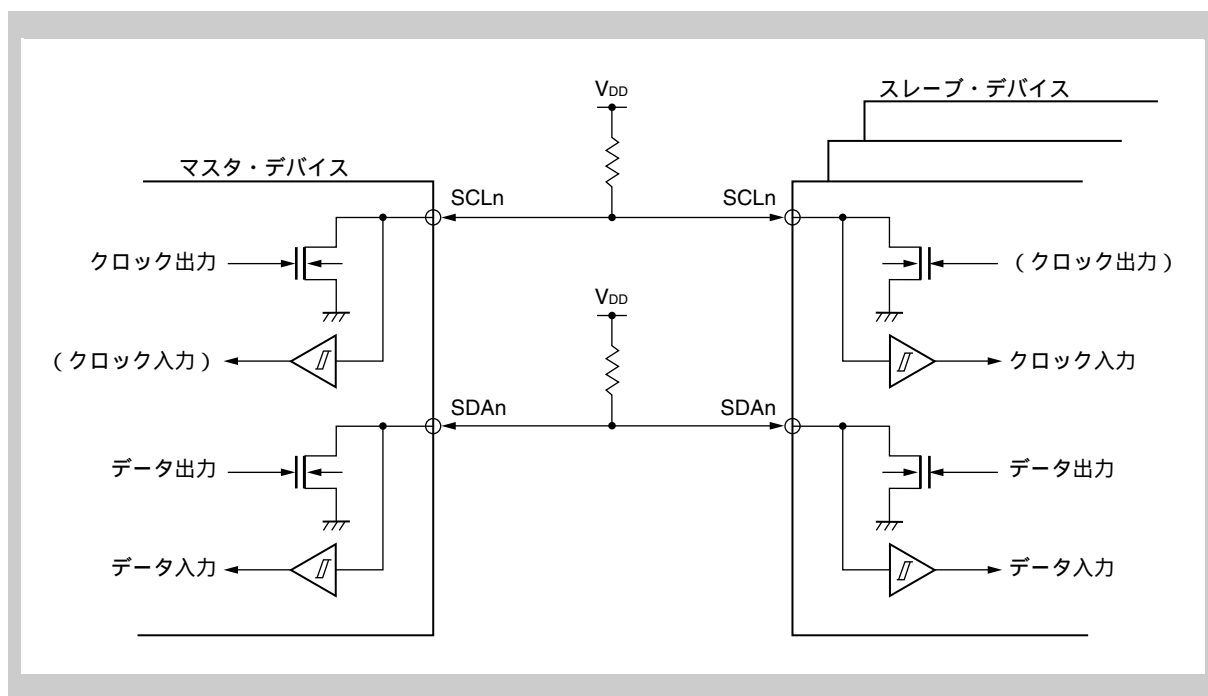 VDD
スレーブ・デバイス
マスタ・デバイス
SCLn
SCLn
クロック出力
(クロック出力)
VDD
(クロック入力)
クロック入力
SDAn
SDAn
データ出力
データ出力
データ入力
データ入力